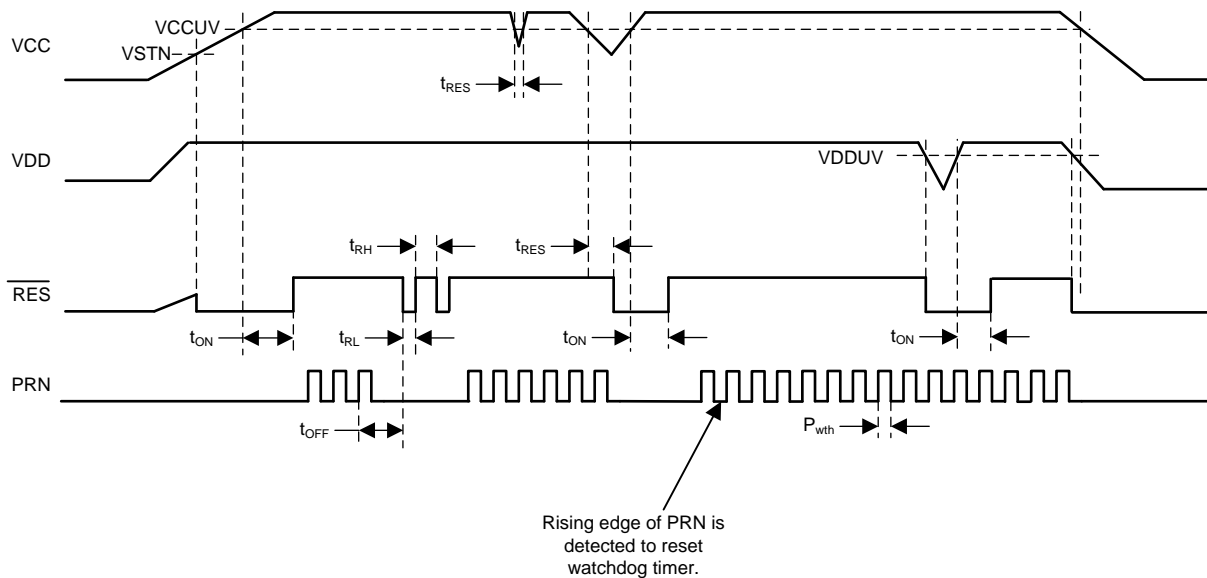 VCCUV
VCC
VSTN
tRES
VDD
VDDUV
tRH
tRES
RES
tON
tRL
tON
tON
PRN
tOFF
Pwth
Rising edge of PRN is
detected to reset
watchdog timer.